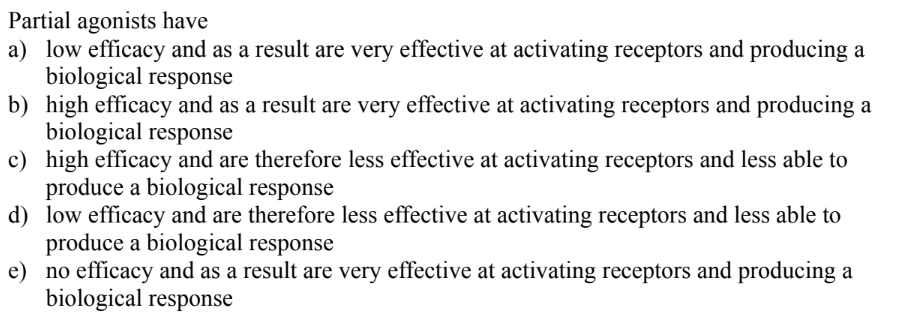 Partial agonists have
a) low efficacy and as a result are very effective at activating receptors and producing a
biological response
b) high efficacy and as a result are very effective at activating receptors and producing a
biological response
c) high efficacy and are therefore less effective at activating receptors and less able to
produce a biological response
d) low efficacy and are therefore less effective at activating receptors and less able to
produce a biological response
e) no efficacy and as a result are very effective at activating receptors and producing a
biological response